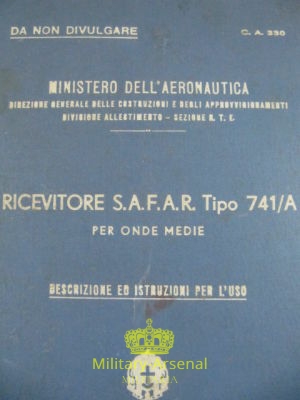 DA NON DIVULGARE
C. A. 330
MINISTERO DELL'AERONAUTICA
DIREZIONE GENERALE DELLE COSTRUZIONI E DEGLI APPROVVIGIONAMENTI
DIVISIONE ALLESTIMENTO - SEZIONE R. T. E.
RICEVITORE S.A.F.A.R. Tipo 741/A
PER ONDE MEDIE
DESCRIZIONE ED ISTRUZIONI PER L'USO
Military Arsenal